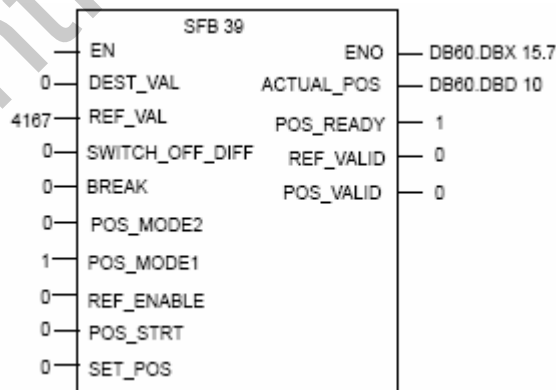 SFB 39
EN ENO DB60.DBX 15.7
0 DEST_VAL ACTUAL_POS DB60.DBD 10
4167 REF_VAL POS_READY 1
0 SWITCH_OFF_DIFF REF_VALID 0
0 BREAK POS_VALID 0
0 POS_MODE2
1 POS_MODE1
0 REF_ENABLE
0 POS_STRT
0 SET_POS